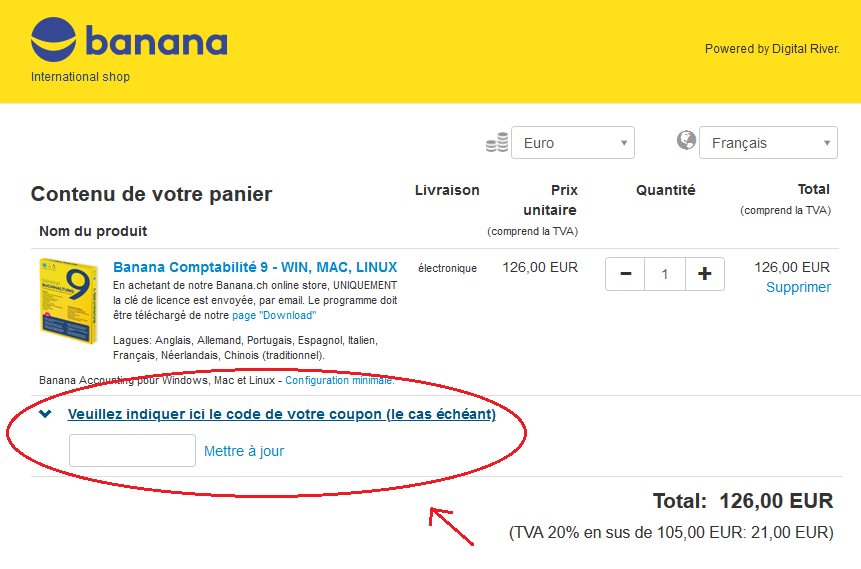 banana
International shop
Powered by Digital River.
Euro
Français
Contenu de votre panier
Livraison
Prix unitaire
(comprend la TVA)
Quantité
Total
(comprend la TVA)
Nom du produit
Banana Comptabilité 9 - WIN, MAC, LINUX
électronique
126,00 EUR
1
126,00 EUR
Supprimer
En achetant de notre Banana.ch online store, UNIQUEMENT
la clé de licence est envoyée, par email. Le programme doit
être téléchargé de notre page "Download"
Lagues: Anglais, Allemand, Portugais, Espagnol, Italien,
Français, Néerlandais, Chinois (traditionnel).
9
Banana Accounting pour Windows, Mac et Linux - Configuration minimale.
Veuillez indiquer ici le code de votre coupon (le cas échéant)
Mettre à jour
Total: 126,00 EUR
(TVA 20% en sus de 105,00 EUR: 21,00 EUR)